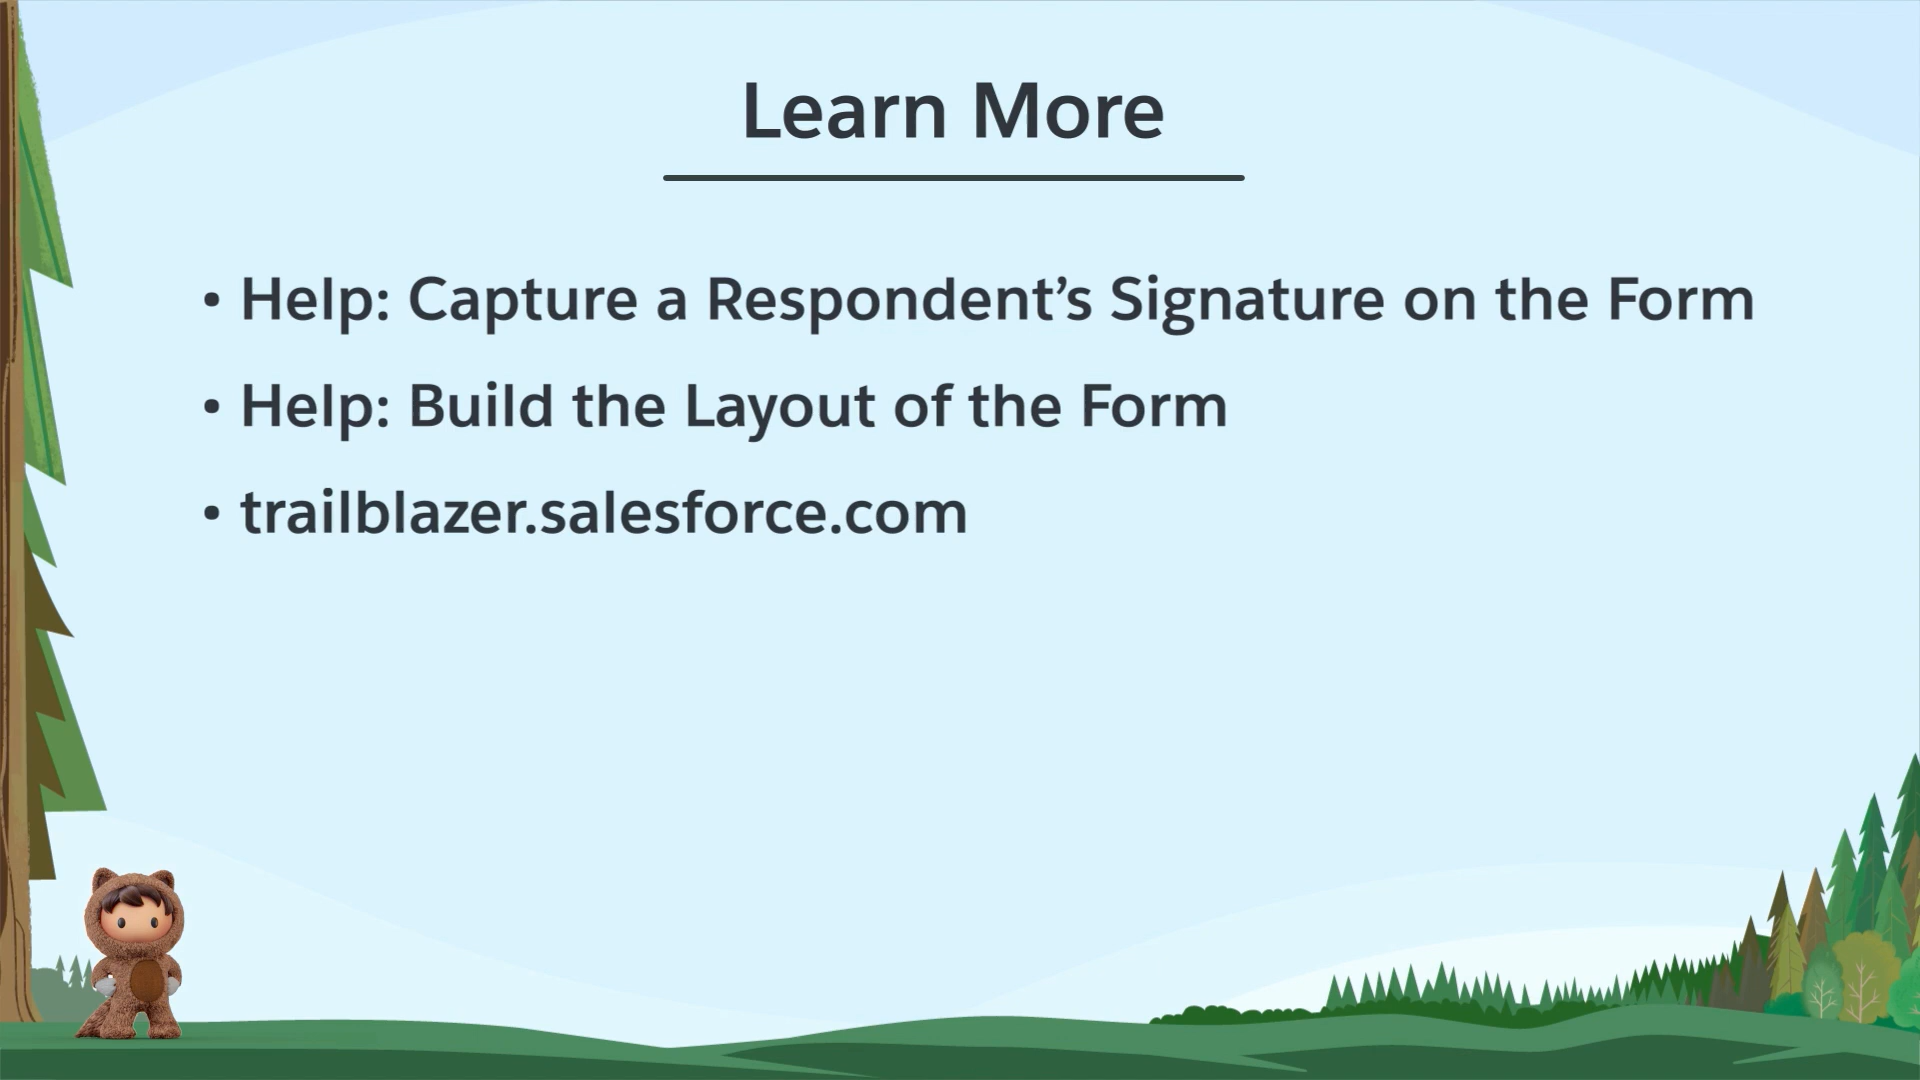 Learn More
• Help: Capture a Respondent’s Signature on the Form
• Help: Build the Layout of the Form
• trailblazer.salesforce.com